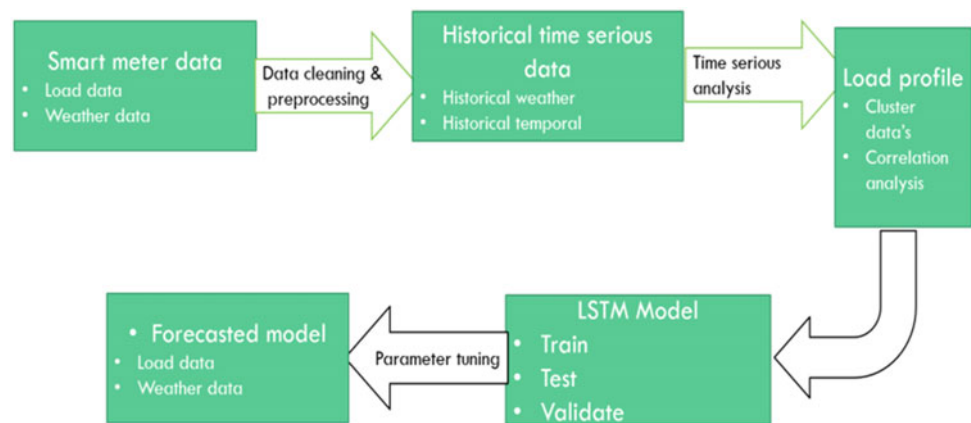 Smart meter data
• Load data
• Weather data
Data cleaning &
preprocessing
Historical time serious
data
• Historical weather
• Historical temporal
Time serious
analysis
Load profile
• Cluster
data's
• Correlation
analysis
LSTM Model
• Train
• Test
• Validate
Parameter tuning
• Forecasted model
• Load data
• Weather data